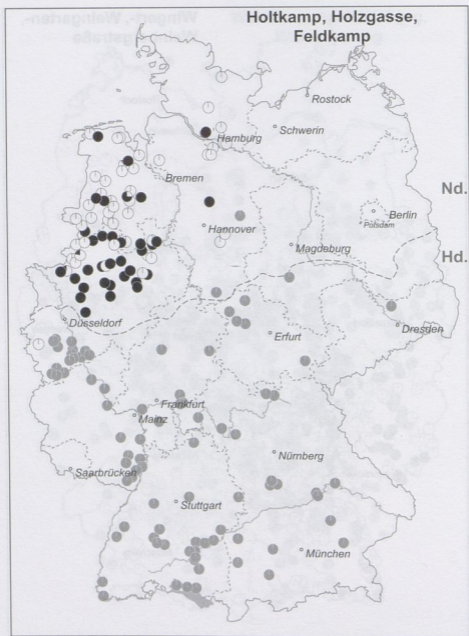 Holtkamp, Holzgasse,
Feldkamp
Rostock
Schwerin
Hamburg
Bremen
Nd.
Berlin
Potsdam
Hannover
Magdeburg
Hd.
Düsseldorf
Dresden
Erfurt
Frankfurt
Mainz
Nürnberg
Saarbrücken
Stuttgart
München